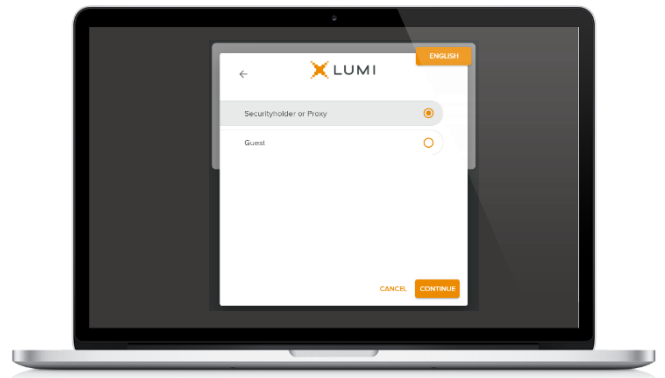 ENGLISH
LUMI
Securityholder or Proxy
Guest
CANCEL
CONTINUE